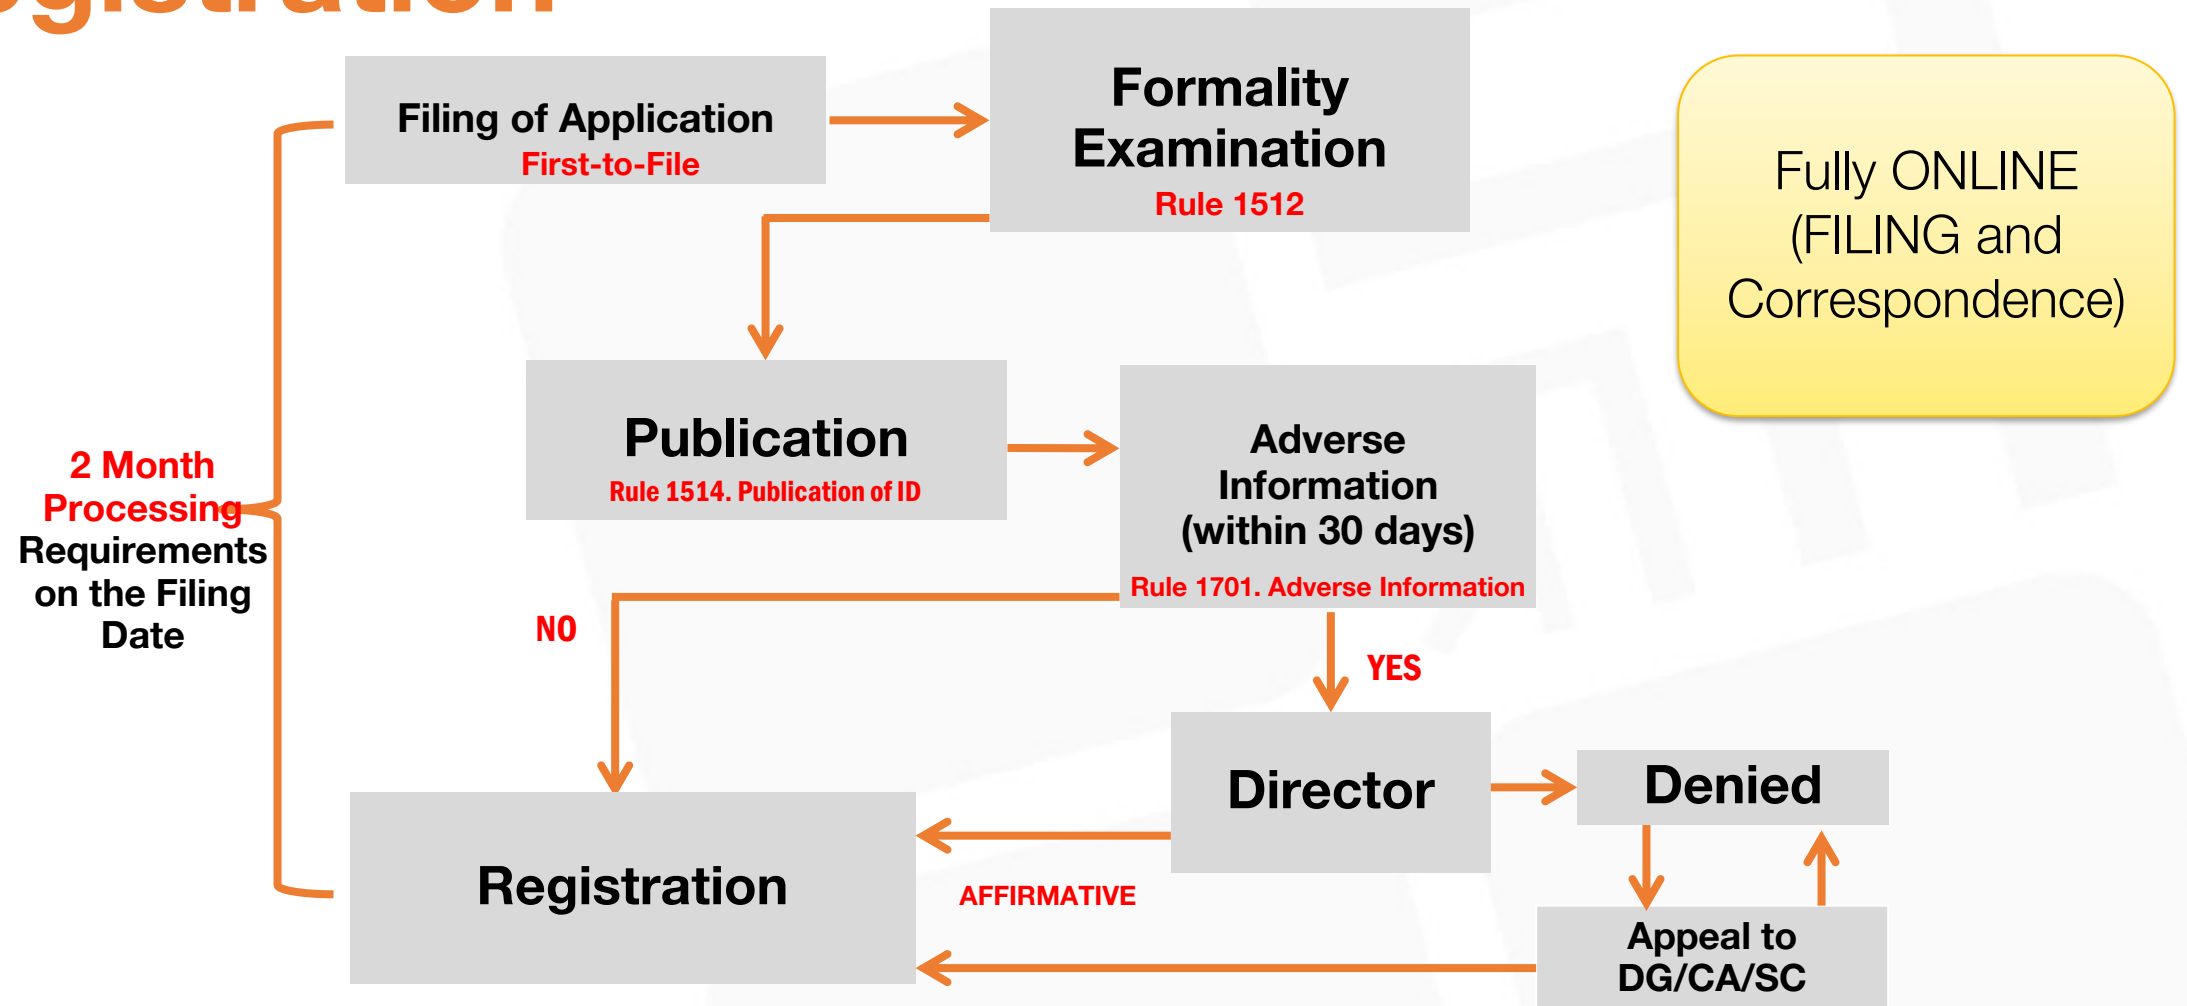 Filing of Application
First-to-File
Formality
Examination
Rule 1512
Fully ONLINE
(FILING and
Correspondence)
Publication
Rule 1514. Publication of ID
Adverse
Information
(within 30 days)
Rule 1701. Adverse Information
2 Month
Processing
Requirements
on the Filing
Date
NO
YES
Director
Denied
Registration
AFFIRMATIVE
Appeal to
DG/CA/SC